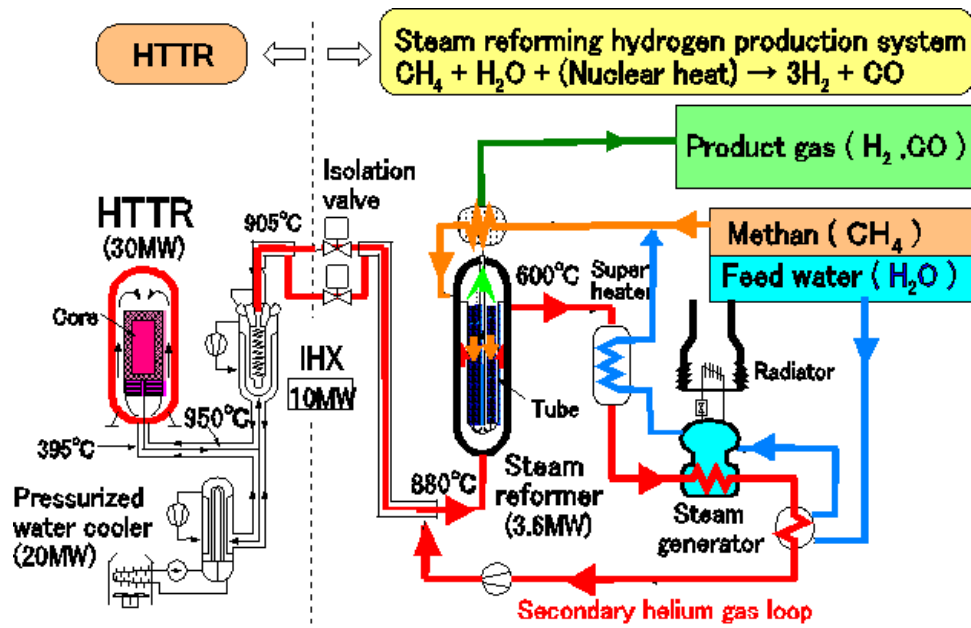 HTTR
Steam reforming hydrogen production system
CH₄ + H₂O + (Nuclear heat) → 3H₂ + CO
Product gas ( H₂ ,CO)
Isolation
valve
HTTR
(30MW)
905°C
Methan ( CH₄ )
Feed water ( H₂O )
600°C
Super
heater
Core
IHX
10MW
Radiator
Tube
950°C
395°C
880°C
Steam
reformer
(3.6MW)
Steam
generator
Pressurized
water cooler
(20MW)
Secondary helium gas loop